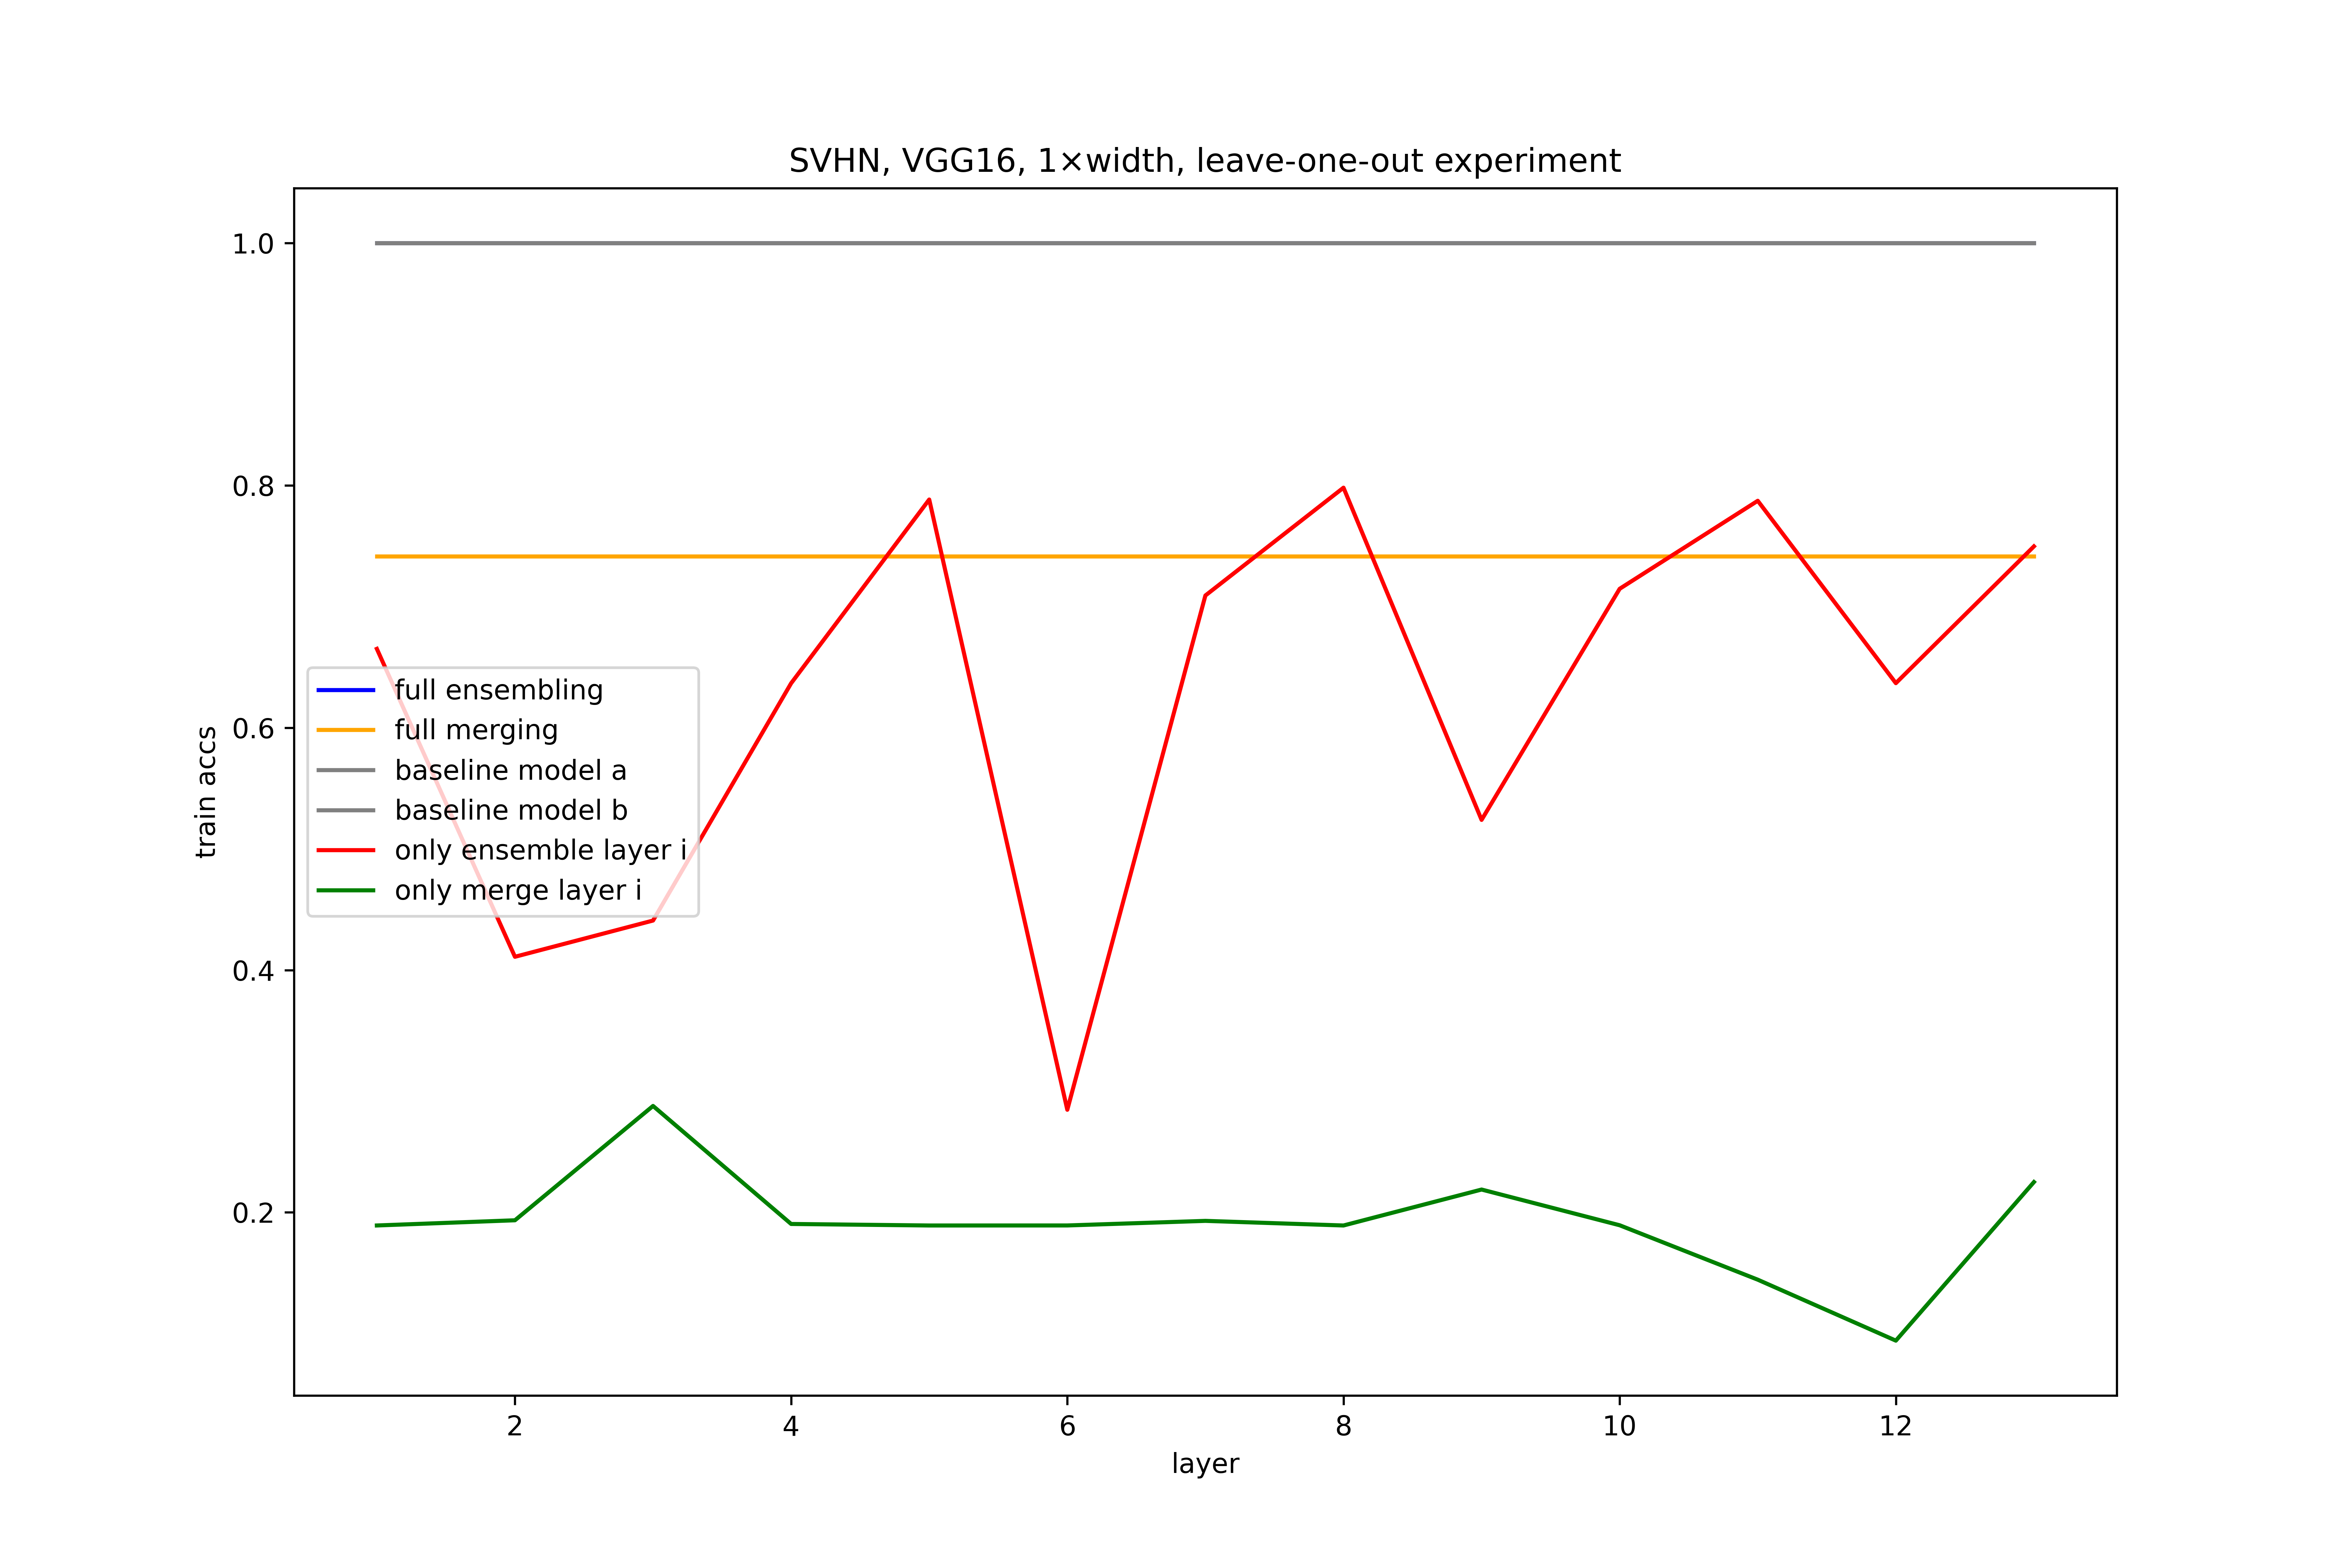 SVHN, VGG16, 1×width, leave-one-out experiment
1.0
0.8
0.6
0.4
0.2
train accs
full ensembling
full merging
baseline model a
baseline model b
only ensemble layer i
only merge layer i
2 4 6 8 10 12
layer